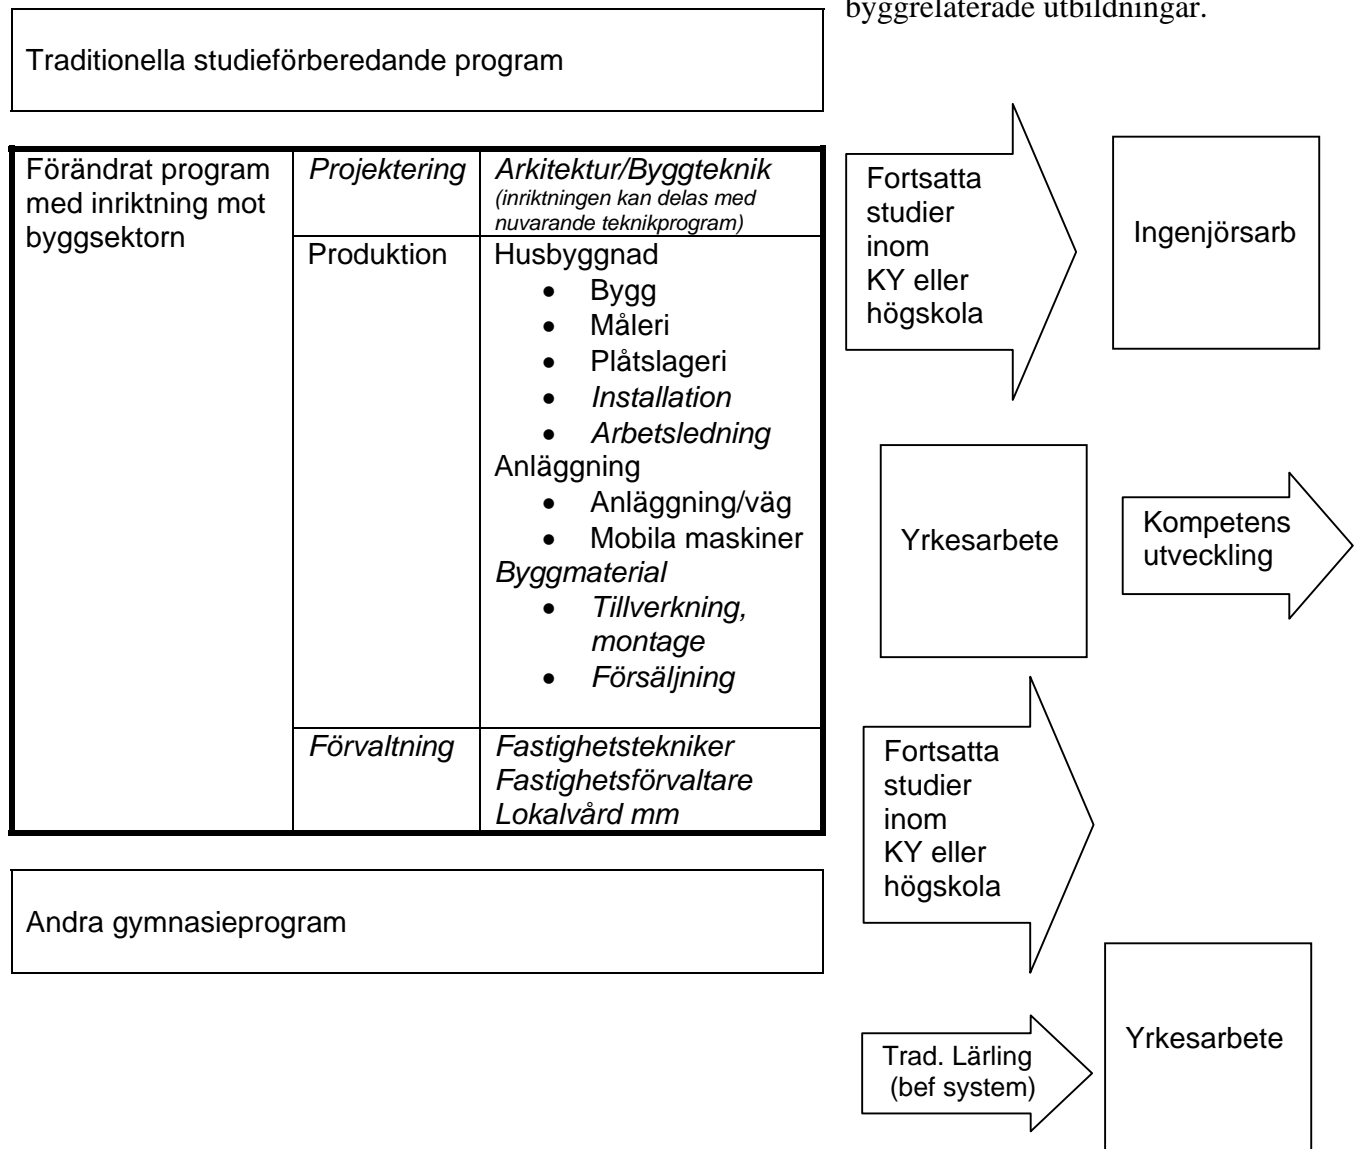 byggrelaterade utbildningar.
Traditionella studieförberedande program
Förändrat program
med inriktning mot
byggsektorn
Projektering
Arkitektur/Byggteknik
(inriktningen kan delas med
nuvarande teknikprogram)
Produktion
Husbyggnad
• Bygg
• Måleri
• Plåtslageri
• Installation
• Arbetsledning
Anläggning
• Anläggning/väg
• Mobila maskiner
Byggmaterial
• Tillverkning,
montage
• Försäljning
Förvaltning
Fastighetstekniker
Fastighetsförvaltare
Lokalvård mm
Andra gymnasieprogram
Fortsatta
studier
inom
KY eller
högskola
Ingenjörsarb
Yrkesarbete
Kompetens
utveckling
Fortsatta
studier
inom
KY eller
högskola
Trad. Lärling
(bef system)
Yrkesarbete